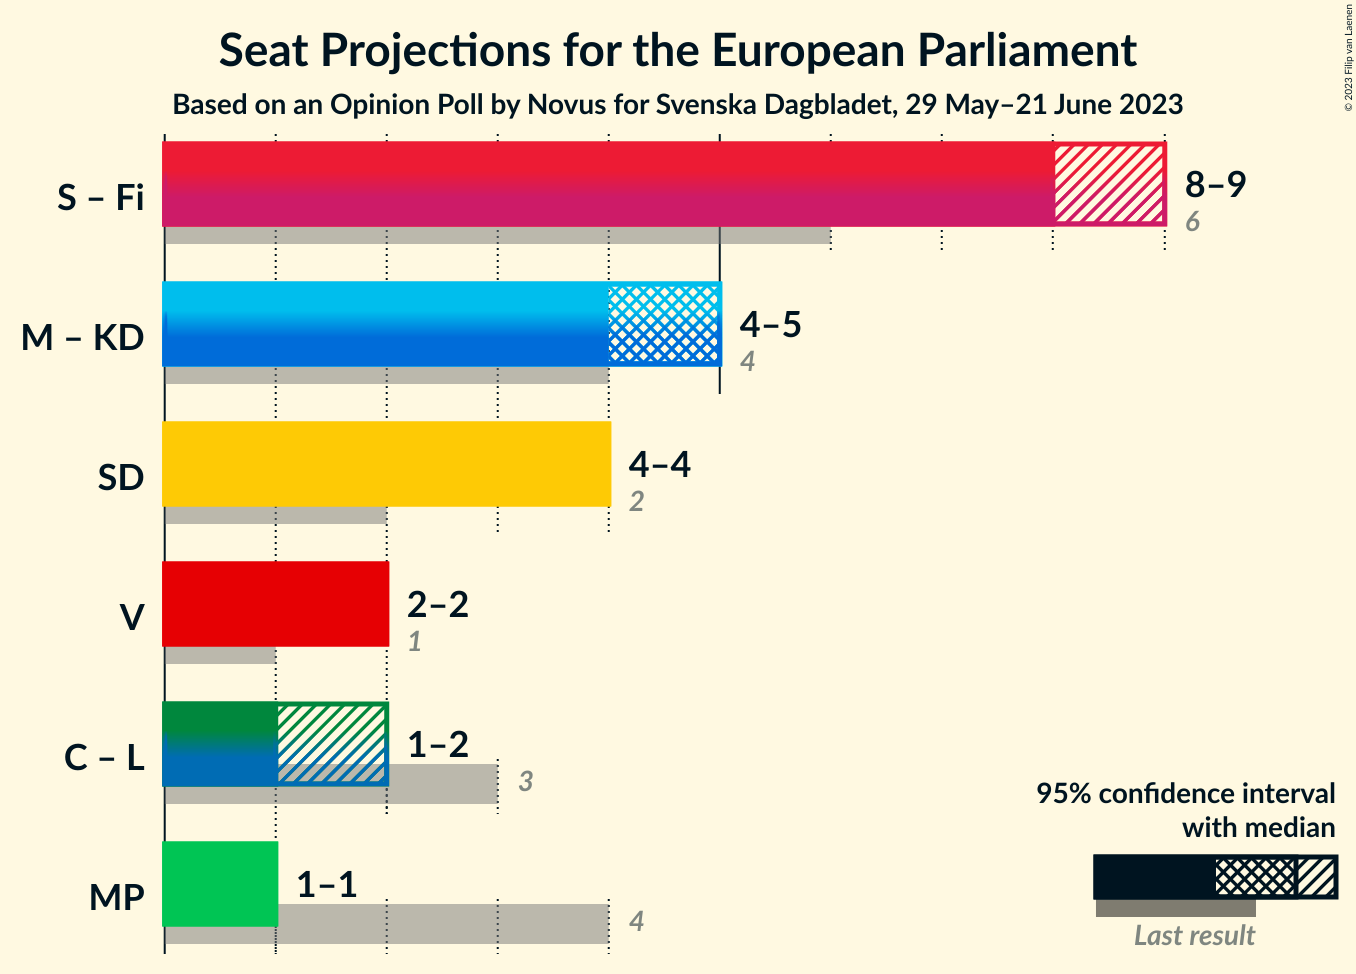 Seat Projections for the European Parliament
Based on an Opinion Poll by Novus for Svenska Dagbladet, 29 May–21 June 2023
© 2023 Filip van Laenen
S – Fi
8–9
6
M – KD
4–5
4
SD
4–4
2
V
2–2
1
C – L
1–2
3
MP
1–1
4
95% confidence interval
with median
Last result